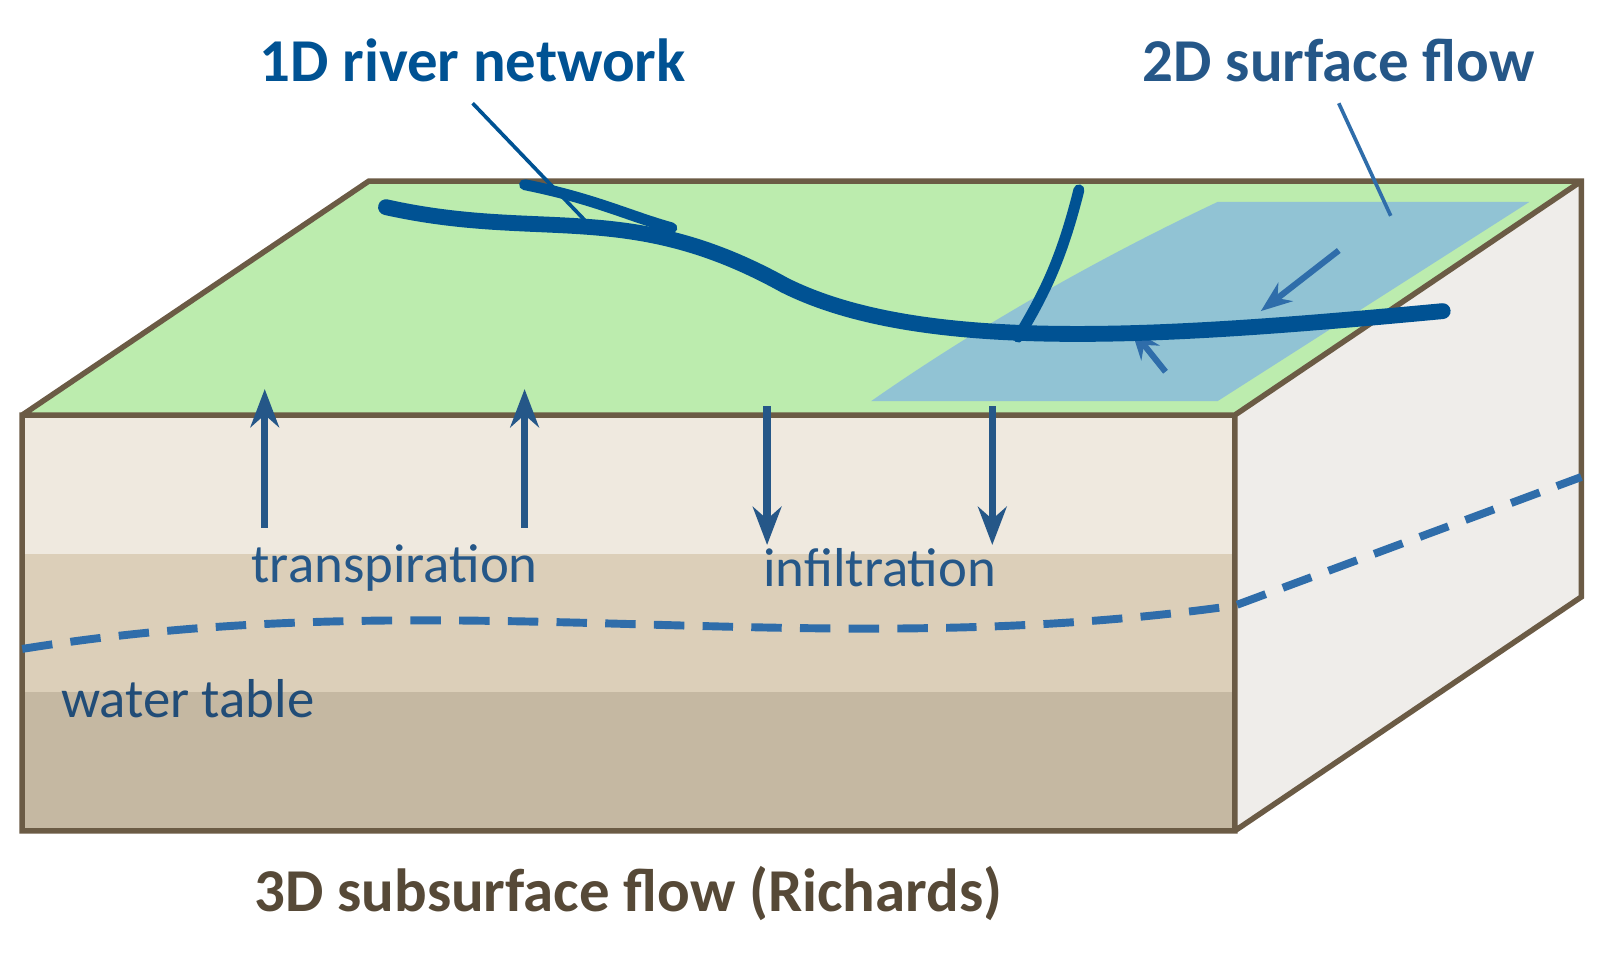 1D river network
2D surface flow
transpiration
infiltration
water table
3D subsurface flow (Richards)